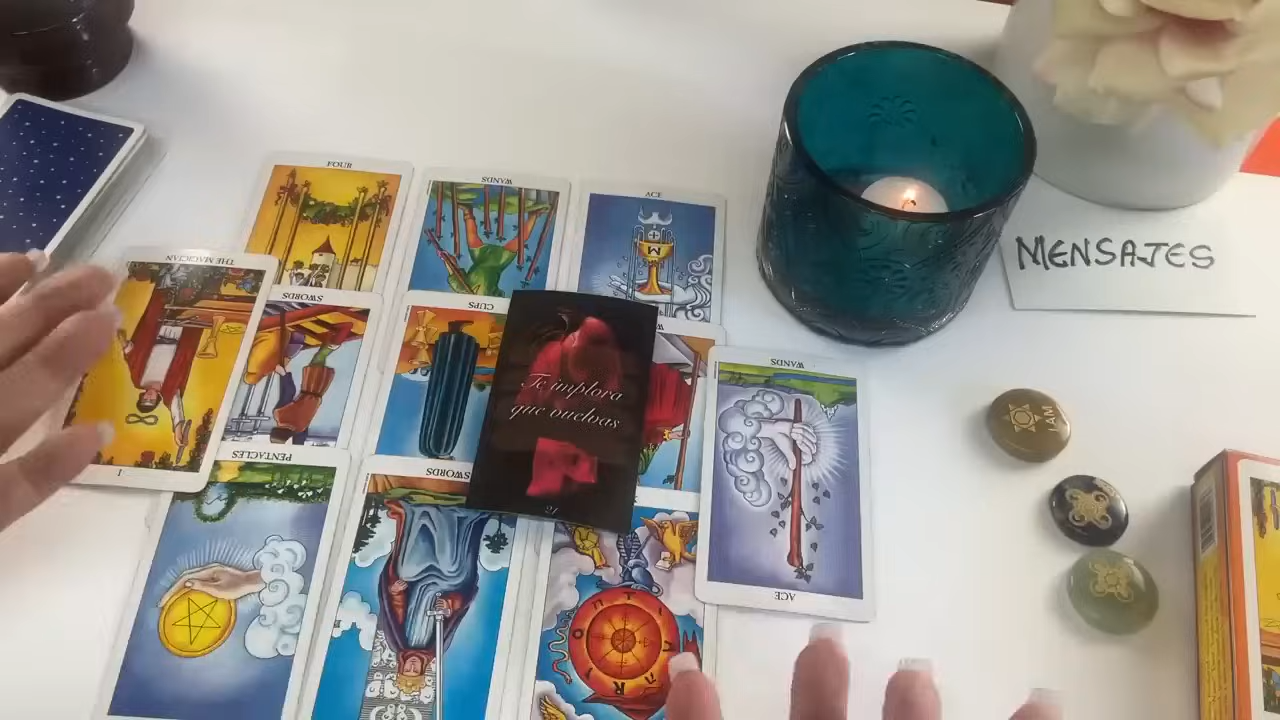 FOUR
WANDS
ACE
THE MAGICIAN
SWORDS
CUPS
Te implora
que vuelvas
WANDS
MENSAJES
I AM
I
PENTACLES
SWORDS
ACE